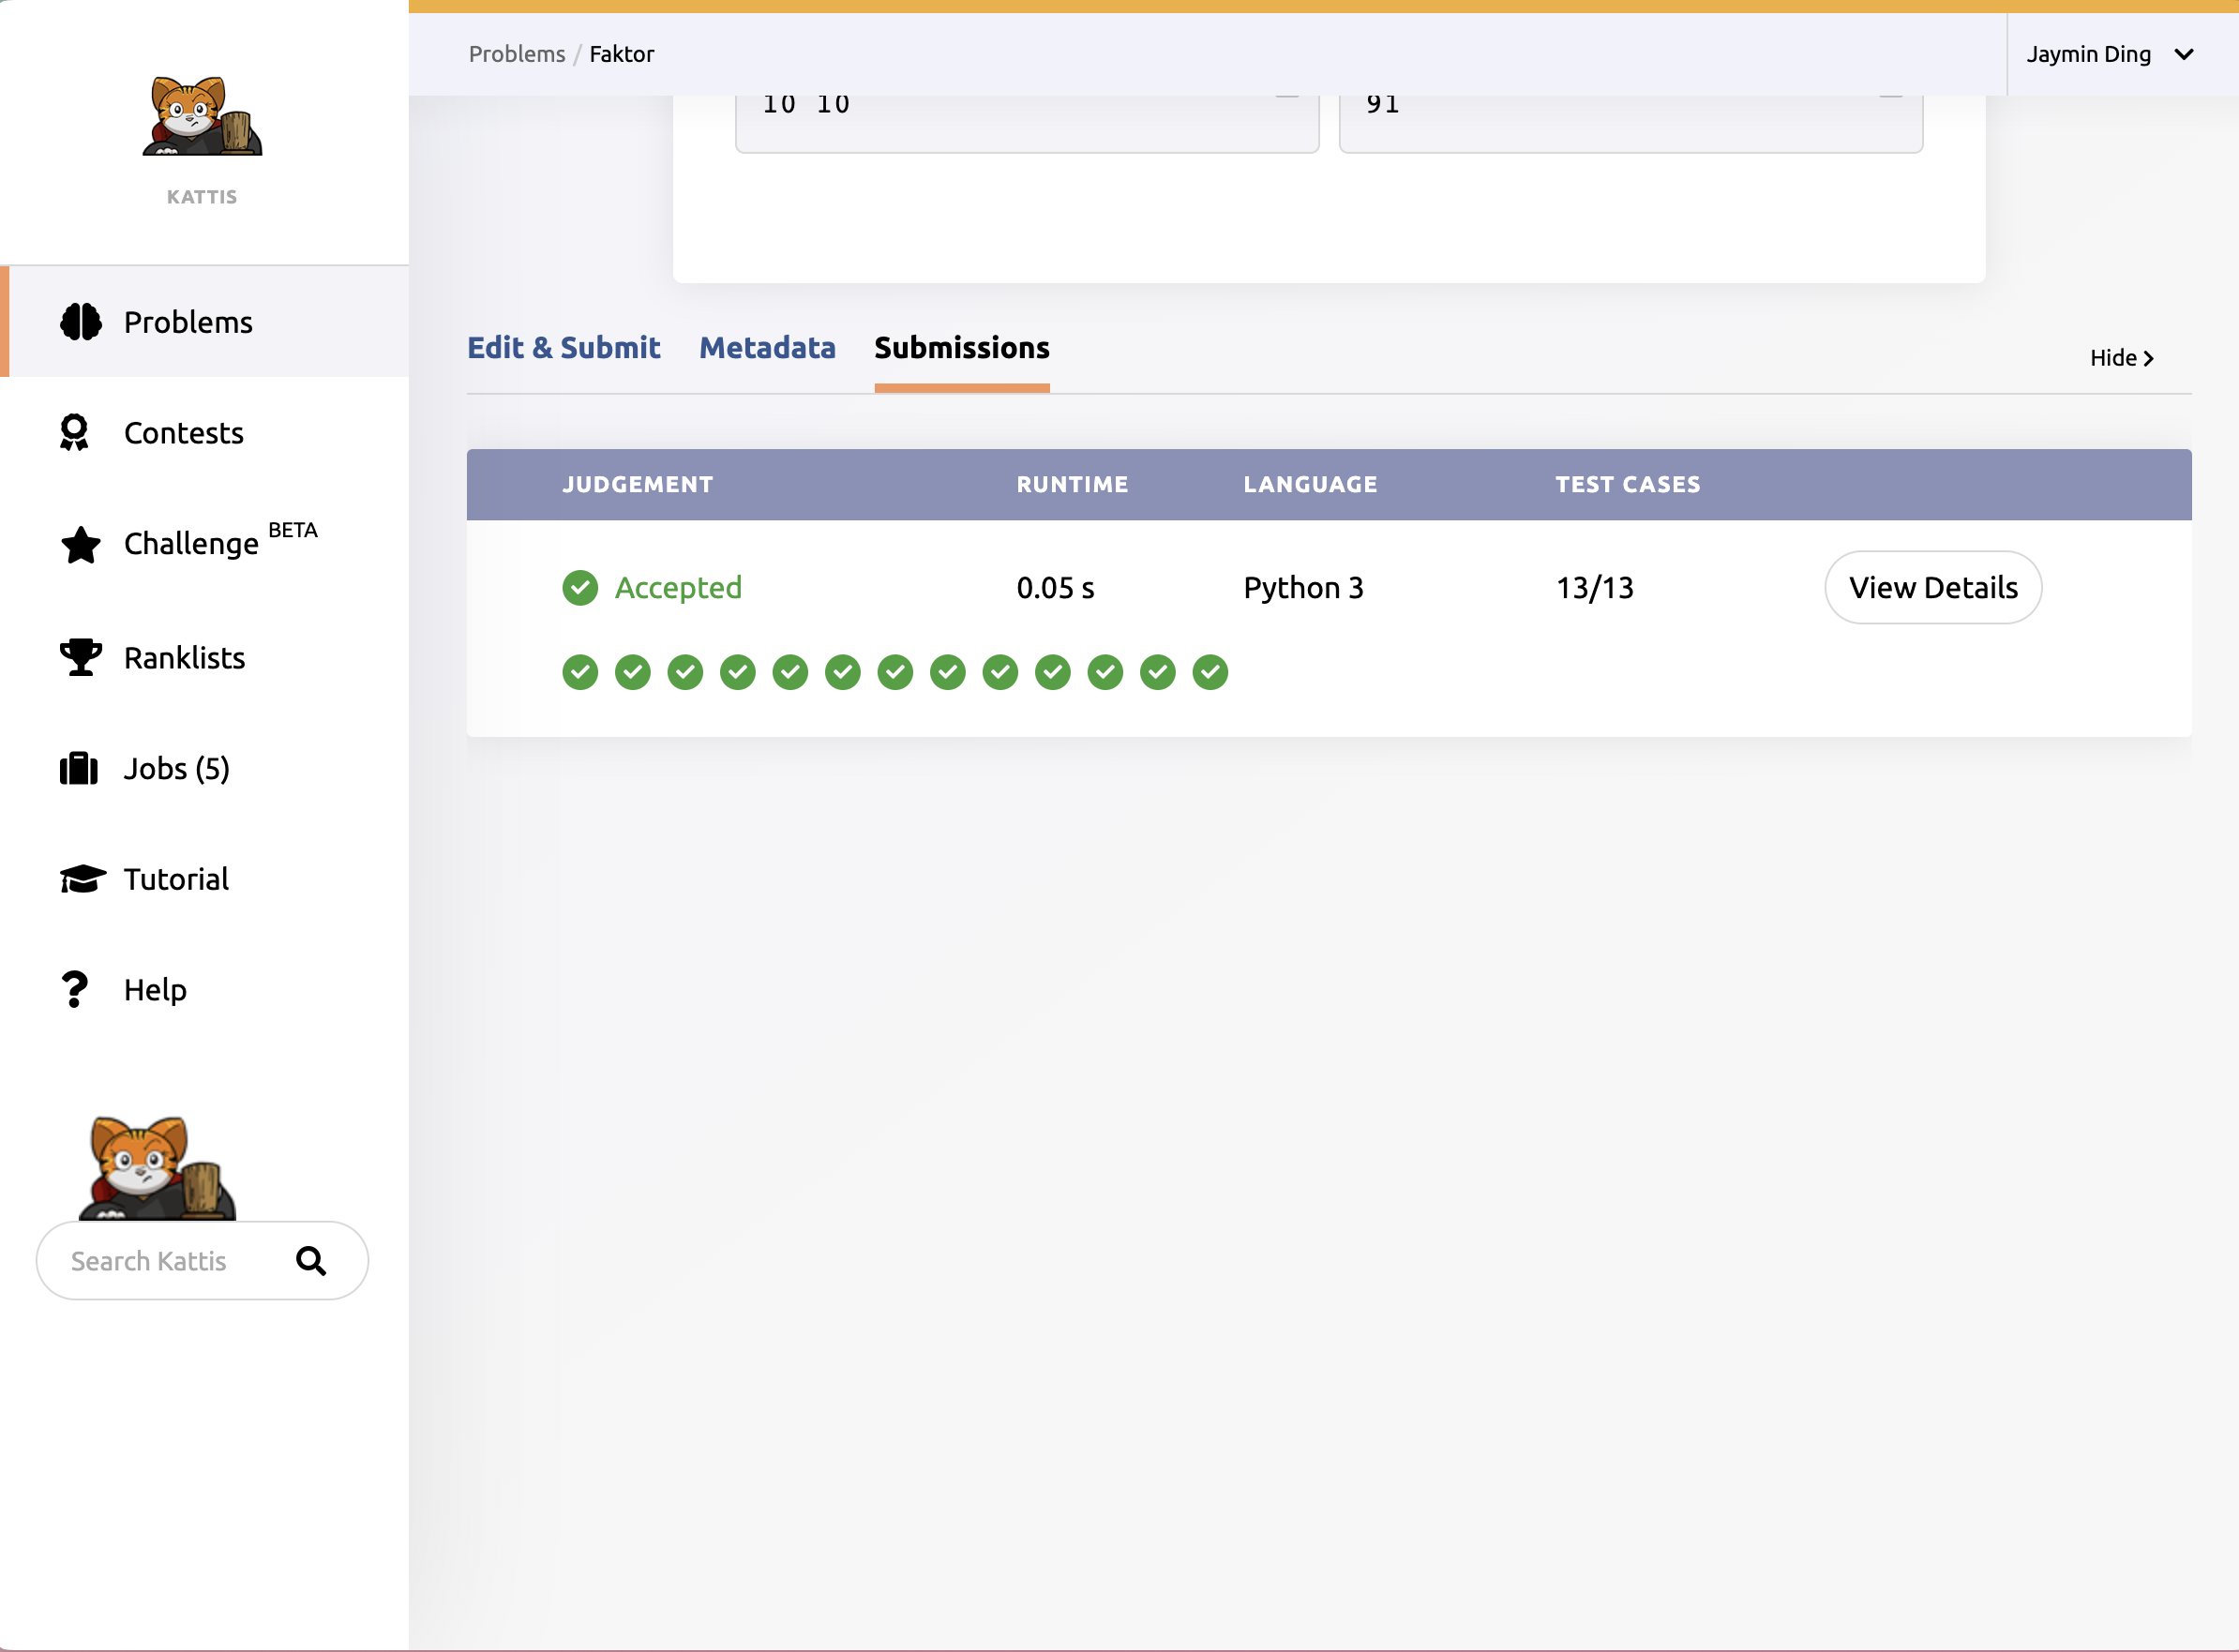 Problems / Faktor
Jaymin Ding
KATTIS
10 10
91
Problems
Contests
Challenge BETA
Ranklists
Jobs (5)
Tutorial
Help
Search Kattis
Edit & Submit Metadata Submissions
Hide
JUDGEMENT RUNTIME LANGUAGE TEST CASES
Accepted 0.05 s Python 3 13/13 View Details